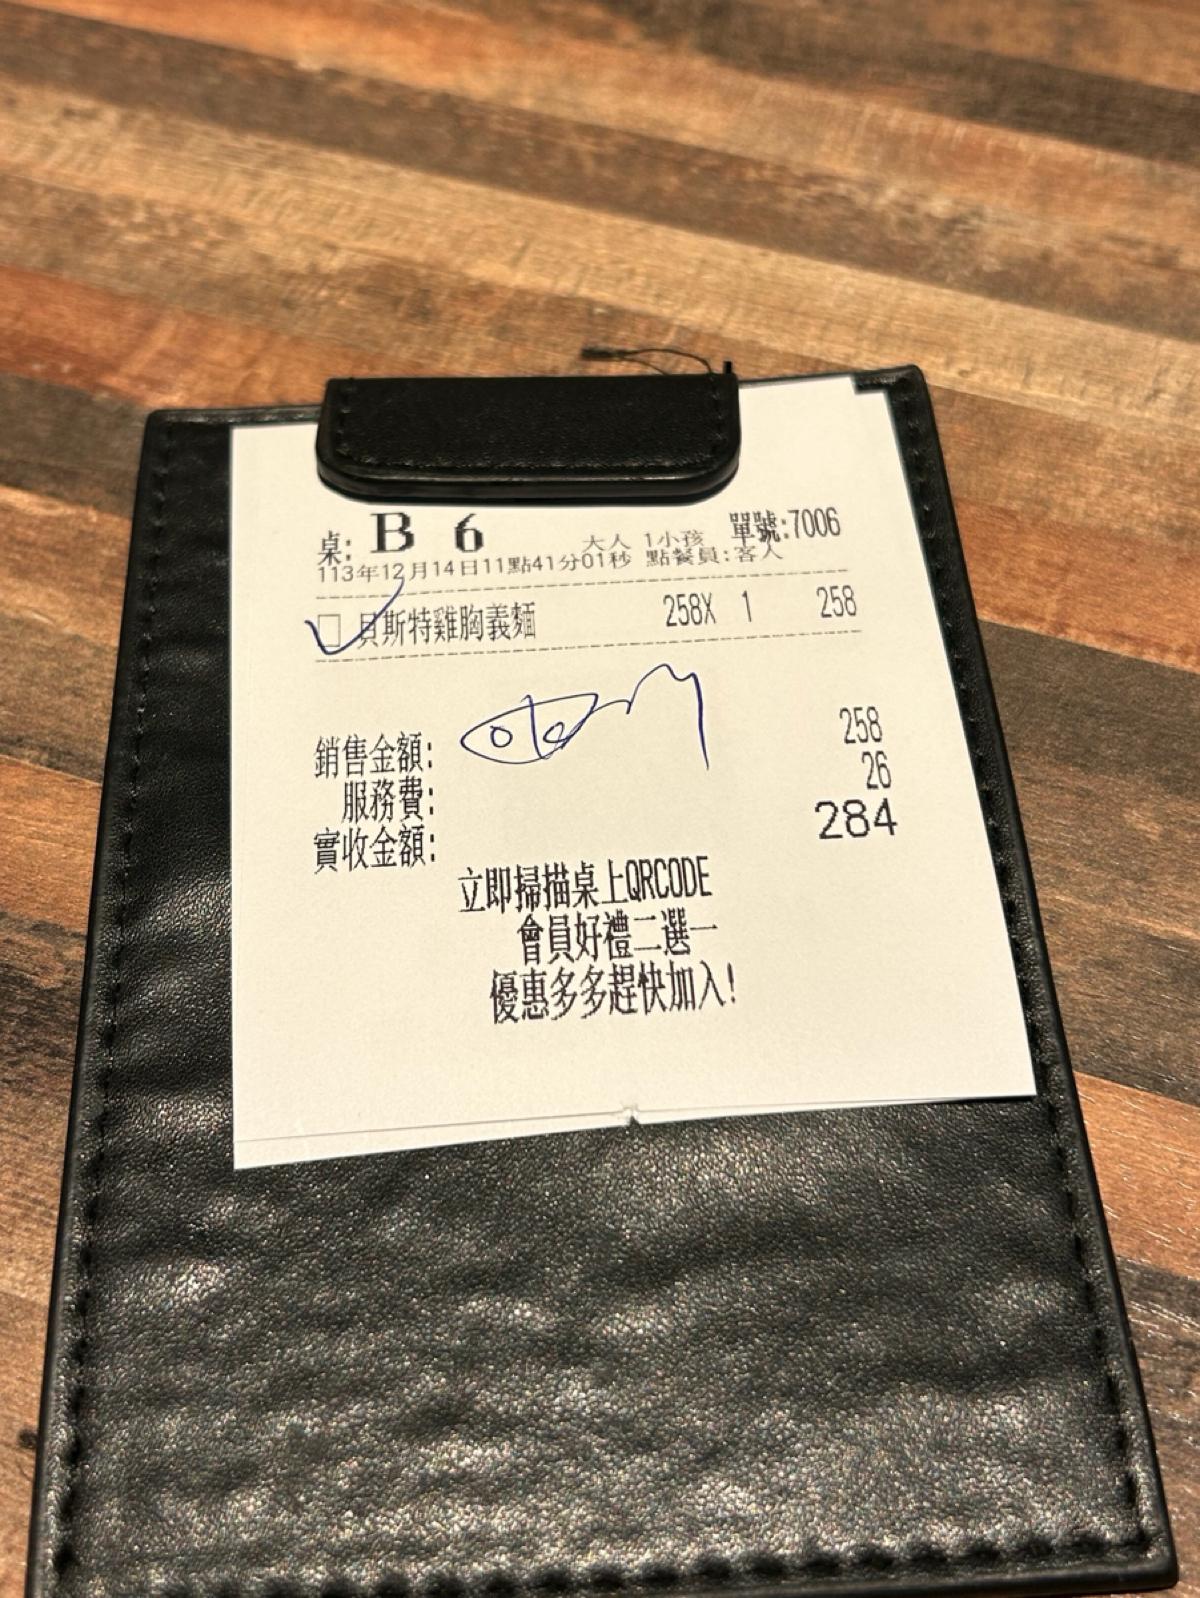 桌: B 6 大人 1小孩 單號:7006
113年12月14日11點41分01秒 點餐員:客人
□ 貝斯特雞胸義麵 258X 1 258
銷售金額: 258
服務費: 26
實收金額: 284
立即掃描桌上QRCODE
會員好禮二選一
優惠多多趕快加入!